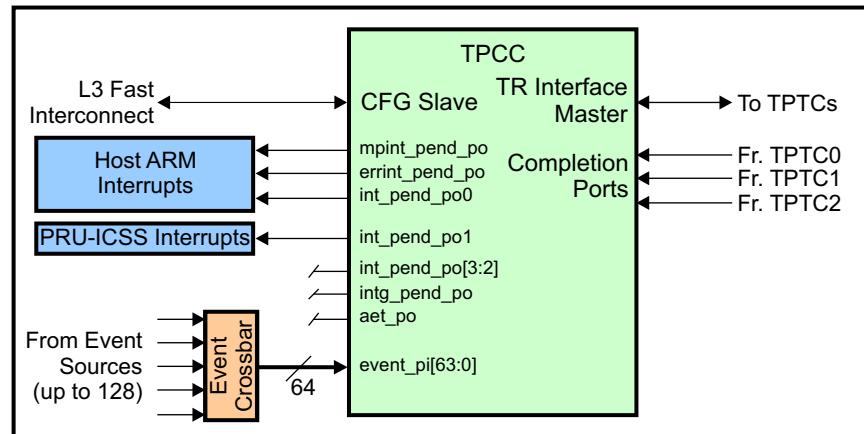 TPCC
L3 Fast
Interconnect
CFG Slave
TR Interface
Master
To TPTCs
Host ARM
Interrupts
mpint_pend_po
errint_pend_po
int_pend_po0
Completion
Ports
Fr. TPTC0
Fr. TPTC1
Fr. TPTC2
PRU-ICSS Interrupts
int_pend_po1
int_pend_po[3:2]
intg_pend_po
aet_po
From Event
Sources
(up to 128)
Event
Crossbar
64
event_pi[63:0]